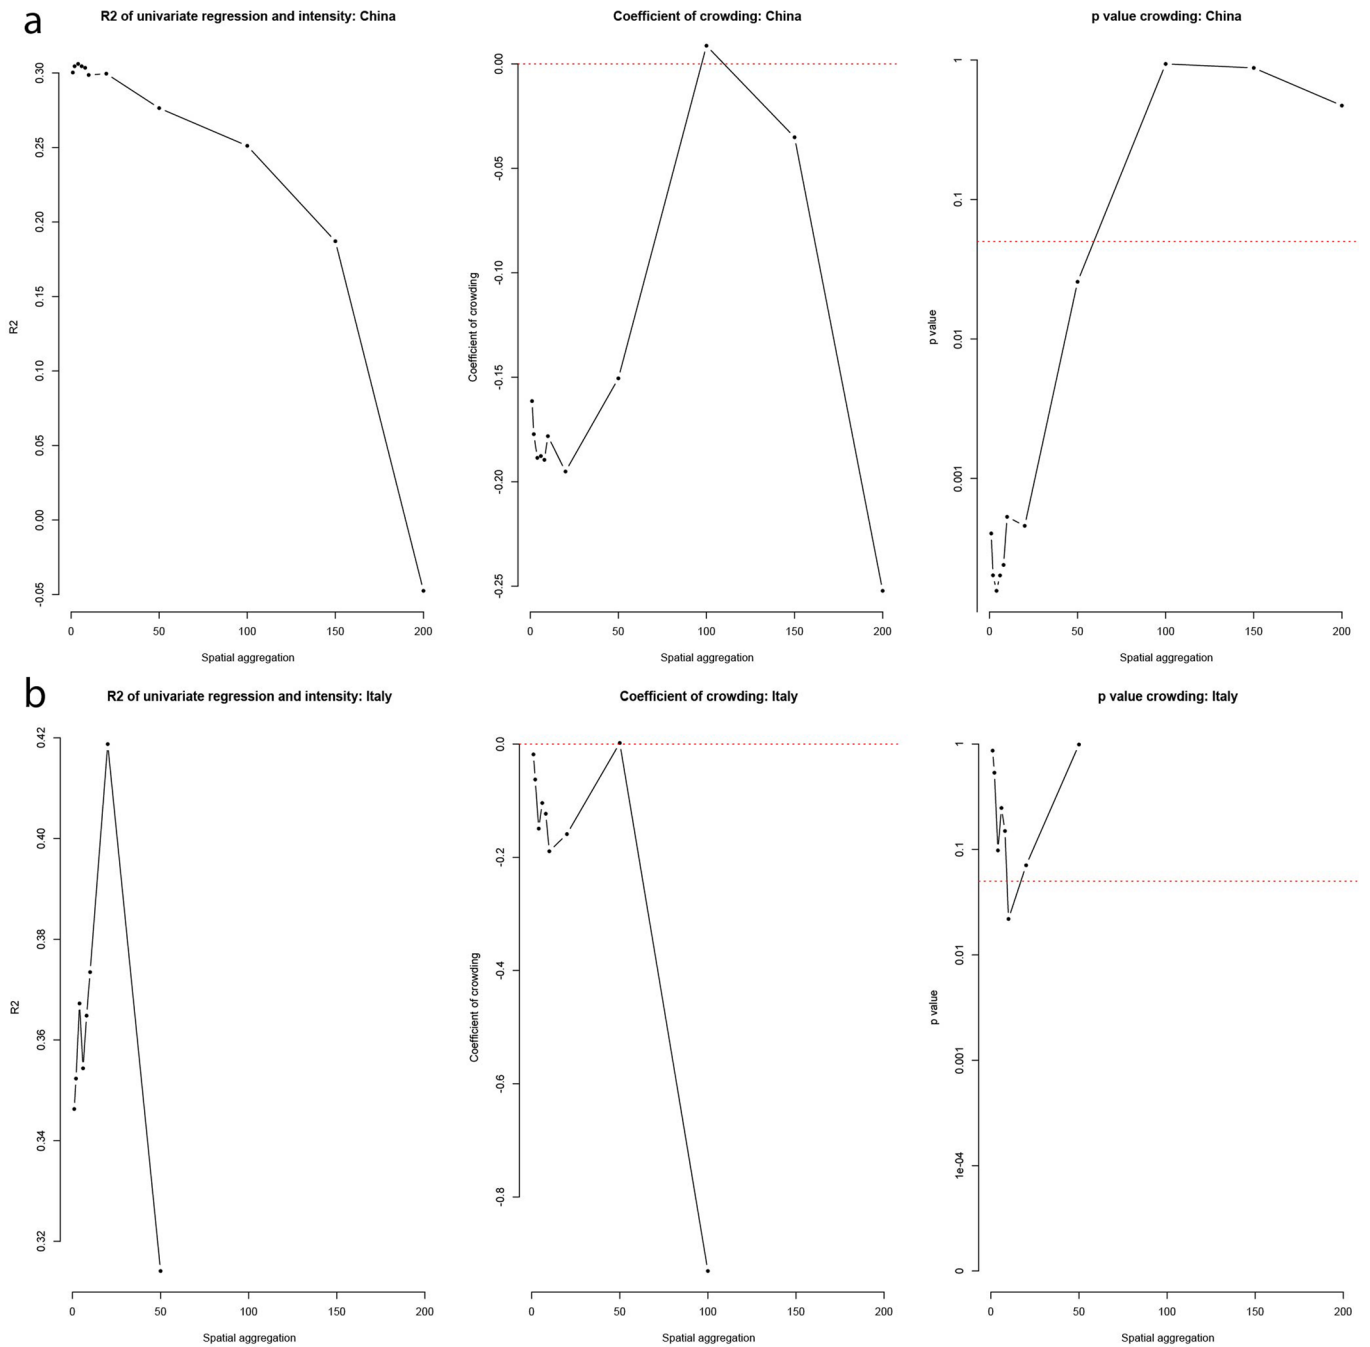 a
R2 of univariate regression and intensity: China
R2
0.30
0.25
0.20
0.15
0.10
0.05
0.00
-0.05
0 50 100 150 200
Spatial aggregation
Coefficient of crowding: China
Coefficient of crowding
0.00
-0.05
-0.10
-0.15
-0.20
-0.25
0 50 100 150 200
Spatial aggregation
p value crowding: China
p value
1
0.1
0.01
0.001
0 50 100 150 200
Spatial aggregation
b
R2 of univariate regression and intensity: Italy
R2
0.42
0.40
0.38
0.36
0.34
0.32
0 50 100 150 200
Spatial aggregation
Coefficient of crowding: Italy
Coefficient of crowding
0.0
-0.2
-0.4
-0.6
-0.8
0 50 100 150 200
Spatial aggregation
p value crowding: Italy
p value
1
0.1
0.01
0.001
1e-04
0
0 50 100 150 200
Spatial aggregation